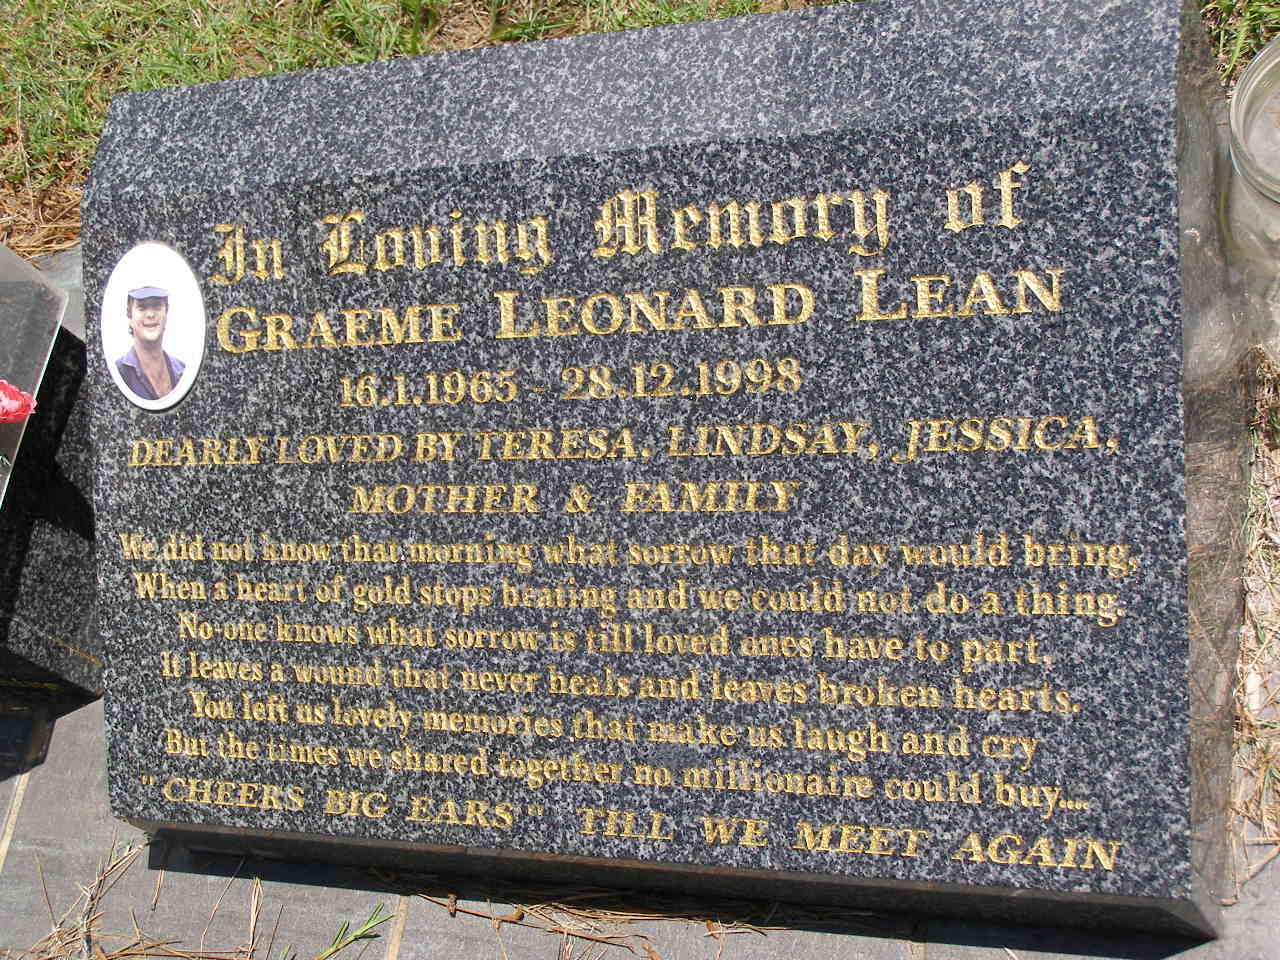 In Loving Memory of
GRAEME LEONARD LEAN
16.1.1965 - 28.12.1998
DEARLY LOVED BY TERESA, LINDSAY, JESSICA,
MOTHER & FAMILY
We did not know that morning what sorrow that day would bring,
When a heart of gold stops beating and we could not do a thing.
No-one knows what sorrow is till loved ones have to part,
It leaves a wound that never heals and leaves broken hearts.
You left us lovely memories that make us laugh and cry
But the times we shared together no millionaire could buy....
"CHEERS BIG EARS" TILL WE MEET AGAIN